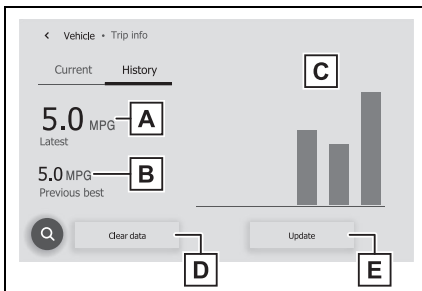 ‹ Vehicle • Trip info
Current History
C
5.0 MPG A
Latest
5.0 MPG B
Previous best
Clear data Update
D E